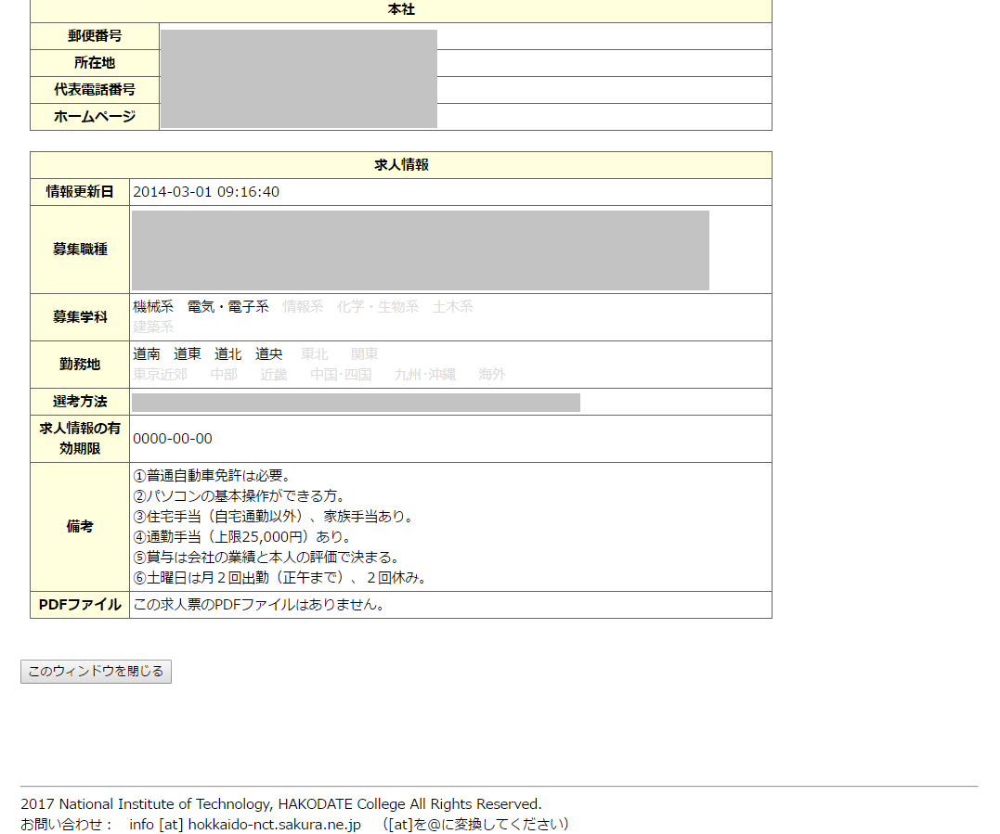 本社
郵便番号
所在地
代表電話番号
ホームページ
求人情報
情報更新日 2014-03-01 09:16:40
募集職種
募集学科 機械系 電気・電子系 情報系 化学・生物系 土木系
建築系
勤務地 道南 道東 道北 道央 東北 関東
東京近郊 中部 近畿 中国･四国 九州･沖縄 海外
選考方法
求人情報の有
効期限 0000-00-00
備考
①普通自動車免許は必要。
②パソコンの基本操作ができる方。
③住宅手当（自宅通勤以外）、家族手当あり。
④通勤手当（上限25,000円）あり。
⑤賞与は会社の業績と本人の評価で決まる。
⑥土曜日は月２回出勤（正午まで）、２回休み。
PDFファイル この求人票のPDFファイルはありません。
このウィンドウを閉じる
2017 National Institute of Technology, HAKODATE College All Rights Reserved.
お問い合わせ： info [at] hokkaido-nct.sakura.ne.jp （[at]を@に変換してください）